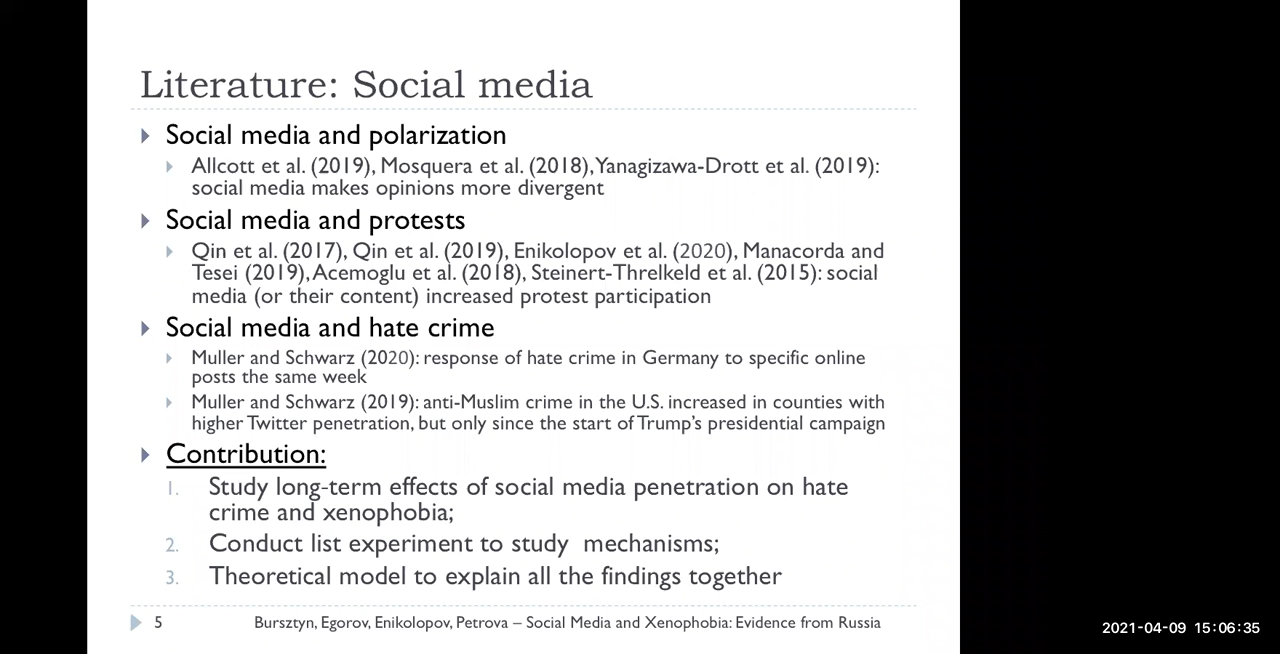 Literature: Social media
Social media and polarization
Allcott et al. (2019), Mosquera et al. (2018), Yanagizawa-Drott et al. (2019):
social media makes opinions more divergent
Social media and protests
Qin et al. (2017), Qin et al. (2019), Enikolopov et al. (2020), Manacorda and
Tesei (2019), Acemoglu et al. (2018), Steinert-Threlkeld et al. (2015): social
media (or their content) increased protest participation
Social media and hate crime
Muller and Schwarz (2020): response of hate crime in Germany to specific online
posts the same week
Muller and Schwarz (2019): anti-Muslim crime in the U.S. increased in counties with
higher Twitter penetration, but only since the start of Trump's presidential campaign
Contribution:
1. Study long-term effects of social media penetration on hate
crime and xenophobia;
2. Conduct list experiment to study mechanisms;
3. Theoretical model to explain all the findings together
5 Bursztyn, Egorov, Enikolopov, Petrova – Social Media and Xenophobia: Evidence from Russia
2021-04-09 15:06:35